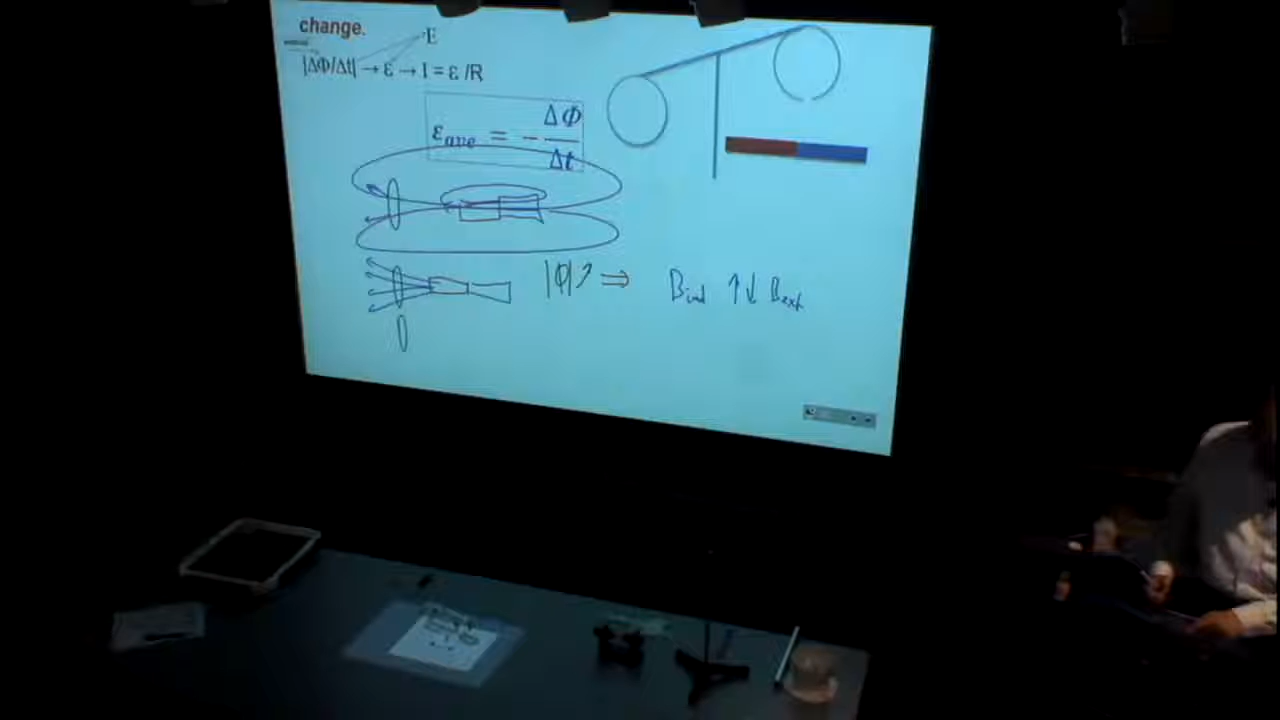 change.
E
|ΔΦ/Δt| → ε → I = ε /R
ε_ave = - ΔΦ/Δt
|Φ| ↗ ⇒ B_ind ↑↓ B_ext